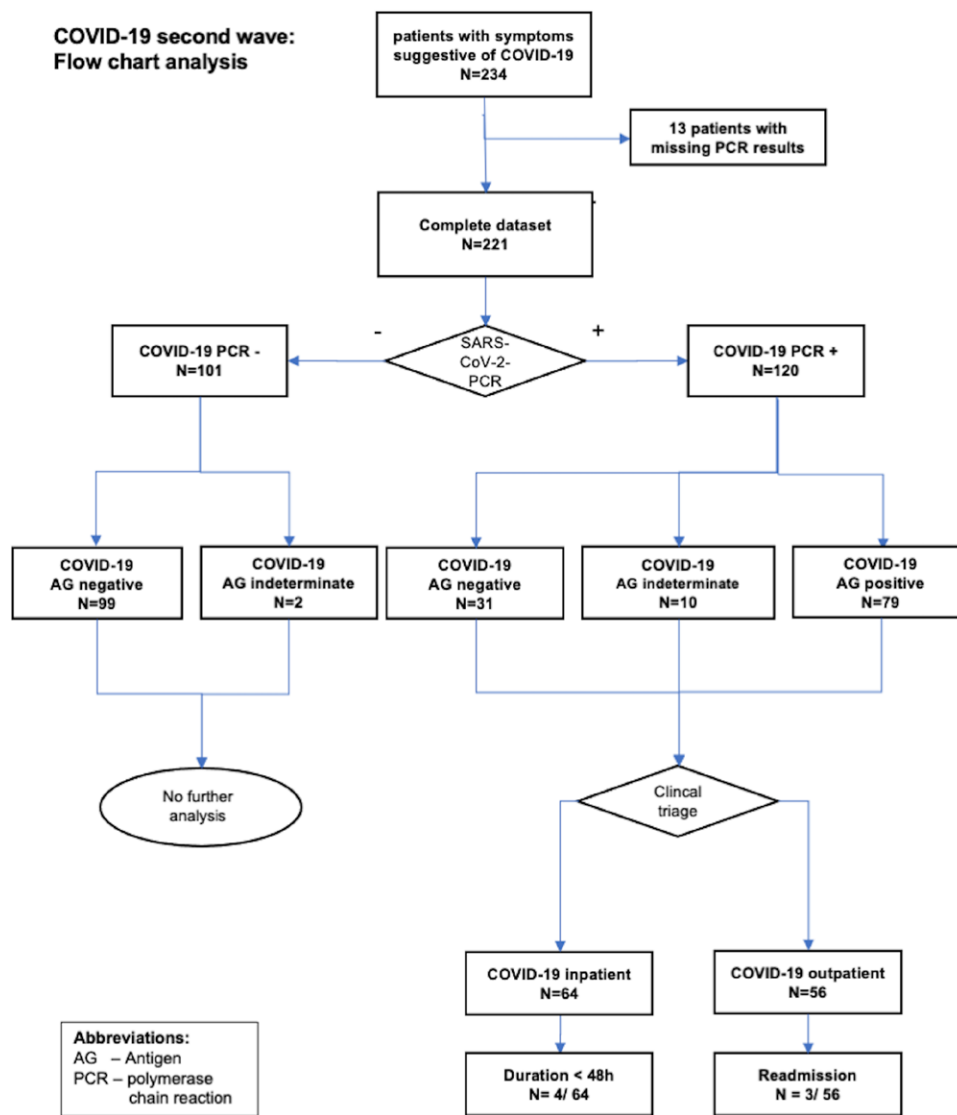 COVID-19 second wave:
Flow chart analysis
patients with symptoms
suggestive of COVID-19
N=234
13 patients with
missing PCR results
Complete dataset
N=221
-
+
SARS-
CoV-2-
PCR
COVID-19 PCR -
N=101
COVID-19 PCR +
N=120
COVID-19
AG negative
N=99
COVID-19
AG indeterminate
N=2
COVID-19
AG negative
N=31
COVID-19
AG indeterminate
N=10
COVID-19
AG positive
N=79
No further
analysis
Clincal
triage
COVID-19 inpatient
N=64
COVID-19 outpatient
N=56
Duration < 48h
N= 4/ 64
Readmission
N = 3/ 56
Abbreviations:
AG – Antigen
PCR – polymerase
chain reaction